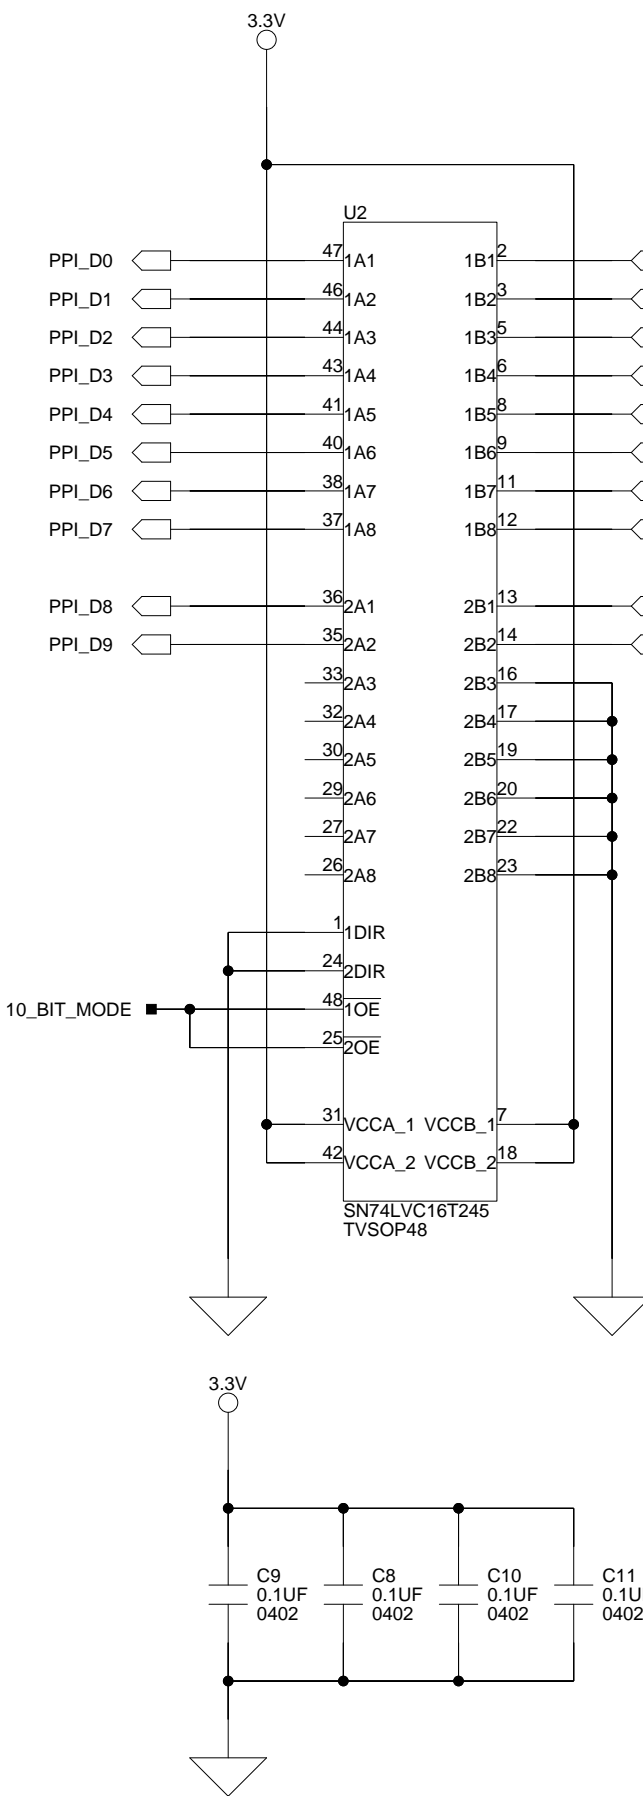 3.3V
U2
PPI_D0 47 1A1 1B1 2
PPI_D1 46 1A2 1B2 3
PPI_D2 44 1A3 1B3 5
PPI_D3 43 1A4 1B4 6
PPI_D4 41 1A5 1B5 8
PPI_D5 40 1A6 1B6 9
PPI_D6 38 1A7 1B7 11
PPI_D7 37 1A8 1B8 12
PPI_D8 36 2A1 2B1 13
PPI_D9 35 2A2 2B2 14
33 2A3 2B3 16
32 2A4 2B4 17
30 2A5 2B5 19
29 2A6 2B6 20
27 2A7 2B7 22
26 2A8 2B8 23
1 1DIR
24 2DIR
10_BIT_MODE 48 1OE
25 2OE
31 VCCA_1 VCCB_1 7
42 VCCA_2 VCCB_2 18
SN74LVC16T245
TVSOP48
3.3V
C9 C8 C10 C11
0.1UF 0.1UF 0.1UF 0.1U
0402 0402 0402 0402